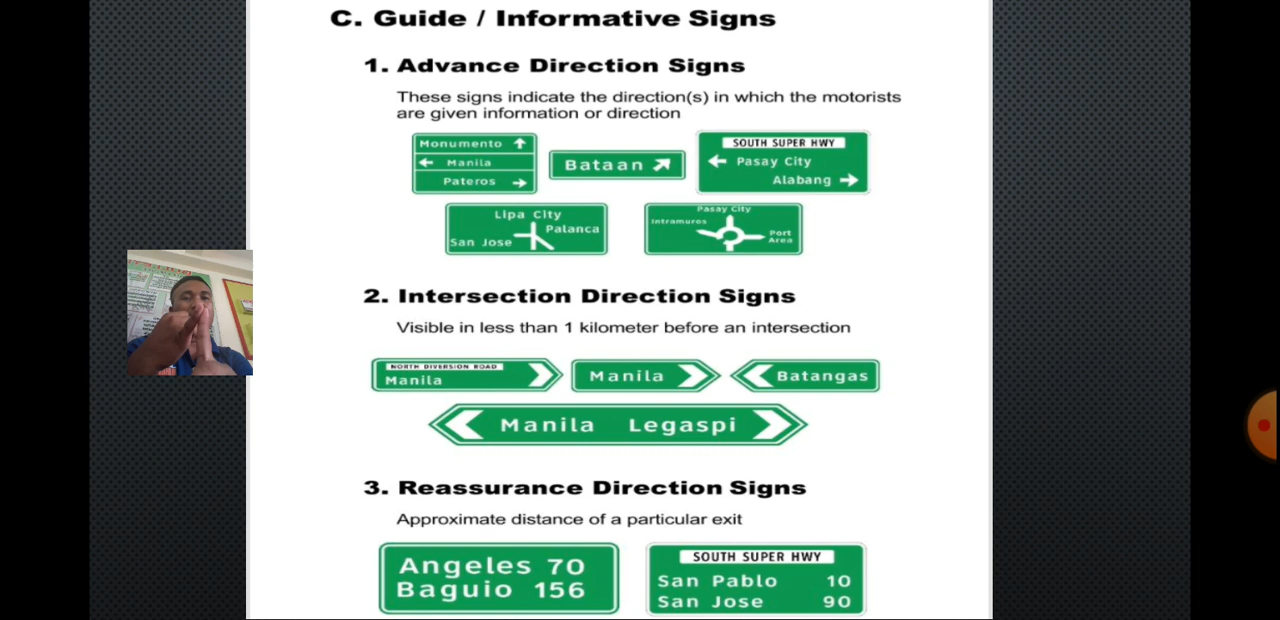 C. Guide / Informative Signs
1. Advance Direction Signs
These signs indicate the direction(s) in which the motorists
are given information or direction
Monumento
Manila
Pateros
Bataan
SOUTH SUPER HWY
Pasay City
Alabang
Lipa City
Palanca
San Jose
Pasay City
Intramuros
Port
Area
2. Intersection Direction Signs
Visible in less than 1 kilometer before an intersection
NORTH DIVERSION ROAD
Manila
Manila
Batangas
Manila Legaspi
3. Reassurance Direction Signs
Approximate distance of a particular exit
Angeles 70
Baguio 156
SOUTH SUPER HWY
San Pablo 10
San Jose 90